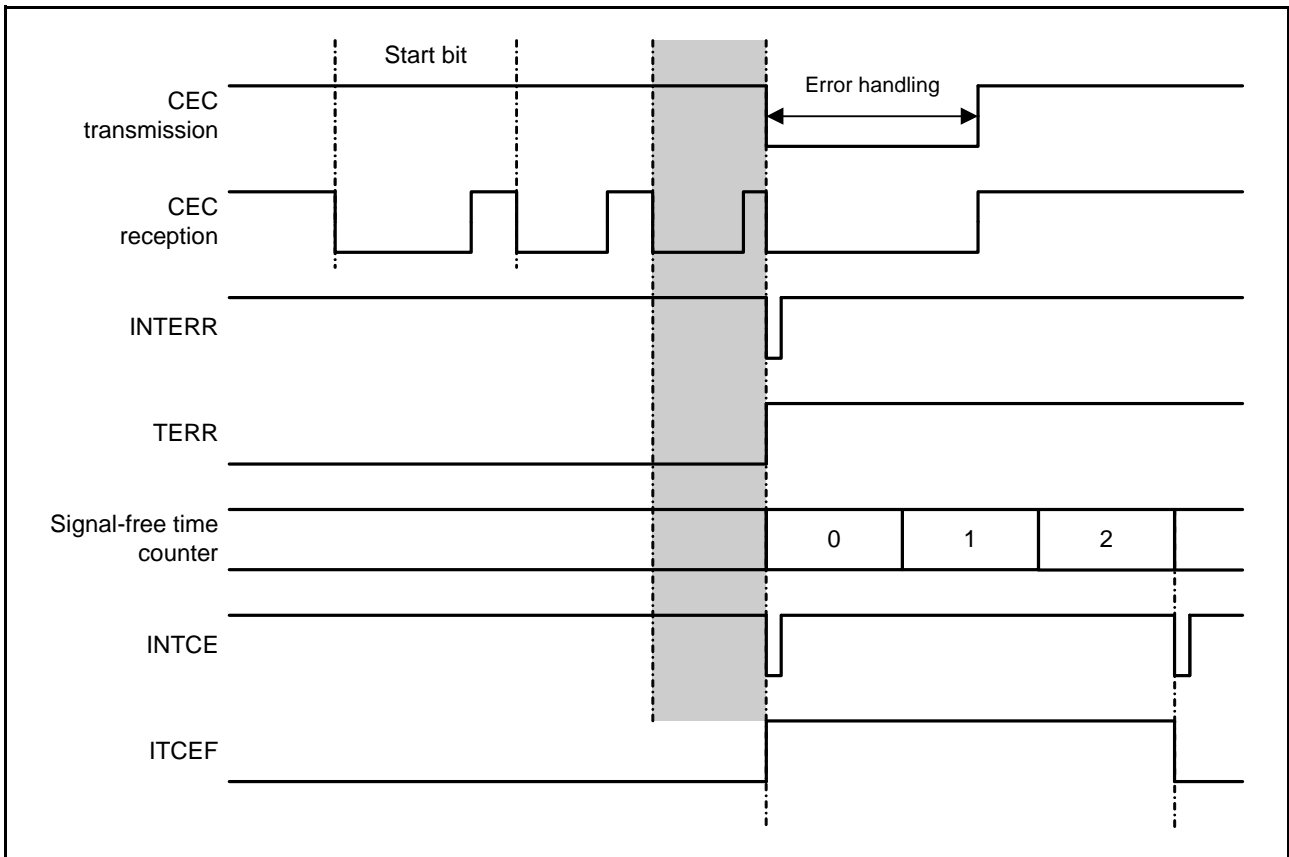 Start bit
Error handling
CEC
transmission
CEC
reception
INTERR
TERR
Signal-free time
counter
0 1 2
INTCE
ITCEF